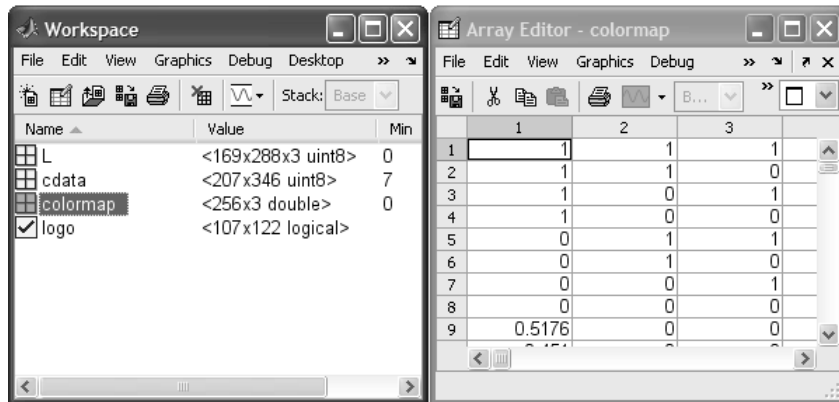 Workspace
File Edit View Graphics Debug Desktop »
Stack: Base
Name Value Min
L <169x288x3 uint8> 0
cdata <207x346 uint8> 7
colormap <256x3 double> 0
logo <107x122 logical>
Array Editor - colormap
File Edit View Graphics Debug »
B... »
1 2 3
1 1 1 1
2 1 1 0
3 1 0 1
4 1 0 0
5 0 1 1
6 0 1 0
7 0 0 1
8 0 0 0
9 0.5176 0 0